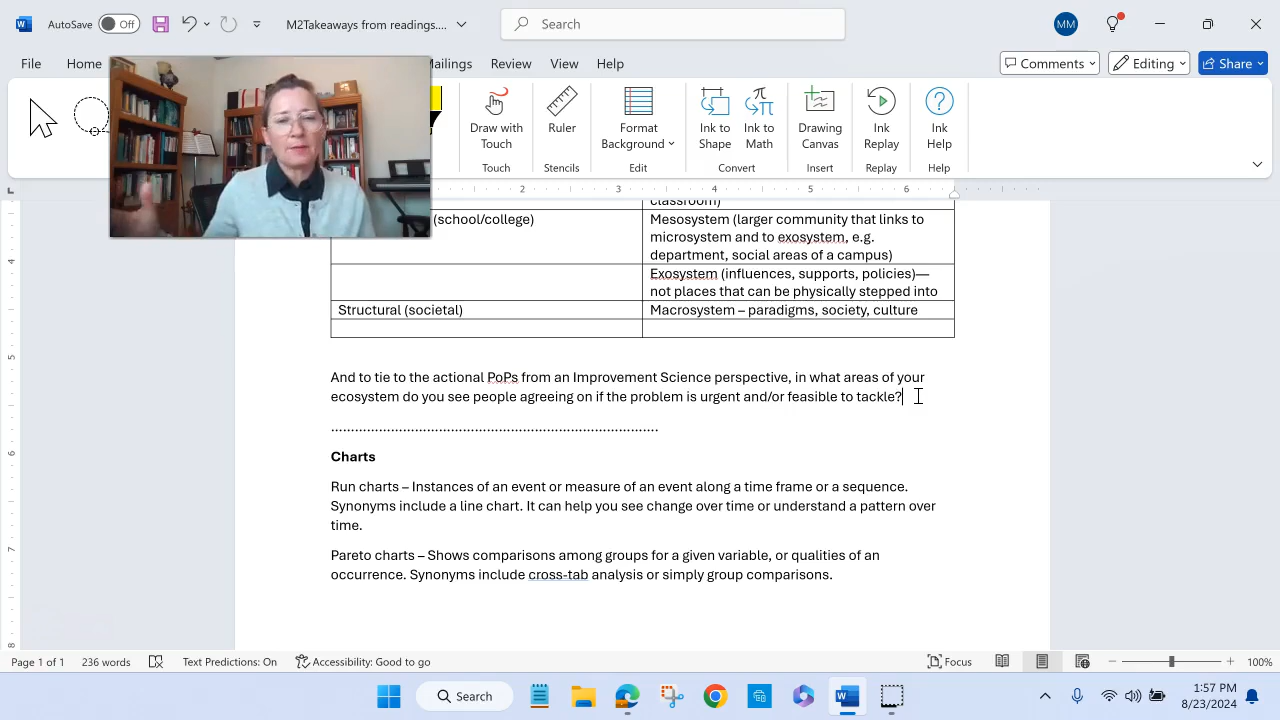 AutoSave Off M2Takeaways from readings.... Search MM
File Home Mailings Review View Help Comments Editing Share
Draw with Touch
Ruler
Format Background
Ink to Shape
Ink to Math
Drawing Canvas
Ink Replay
Ink Help
Touch Stencils Edit Convert Insert Replay Help
2 3 4 5 6
classroom)
(school/college)
Mesosystem (larger community that links to
microsystem and to exosystem, e.g.
department, social areas of a campus)
Exosystem (influences, supports, policies)—
not places that can be physically stepped into
Structural (societal)
Macrosystem – paradigms, society, culture
And to tie to the actional PoPs from an Improvement Science perspective, in what areas of your
ecosystem do you see people agreeing on if the problem is urgent and/or feasible to tackle?
................................................................................
Charts
Run charts – Instances of an event or measure of an event along a time frame or a sequence.
Synonyms include a line chart. It can help you see change over time or understand a pattern over
time.
Pareto charts – Shows comparisons among groups for a given variable, or qualities of an
occurrence. Synonyms include cross-tab analysis or simply group comparisons.
4
5
6
7
8
Page 1 of 1 236 words Text Predictions: On Accessibility: Good to go Focus 100%
Search
1:57 PM
8/23/2024